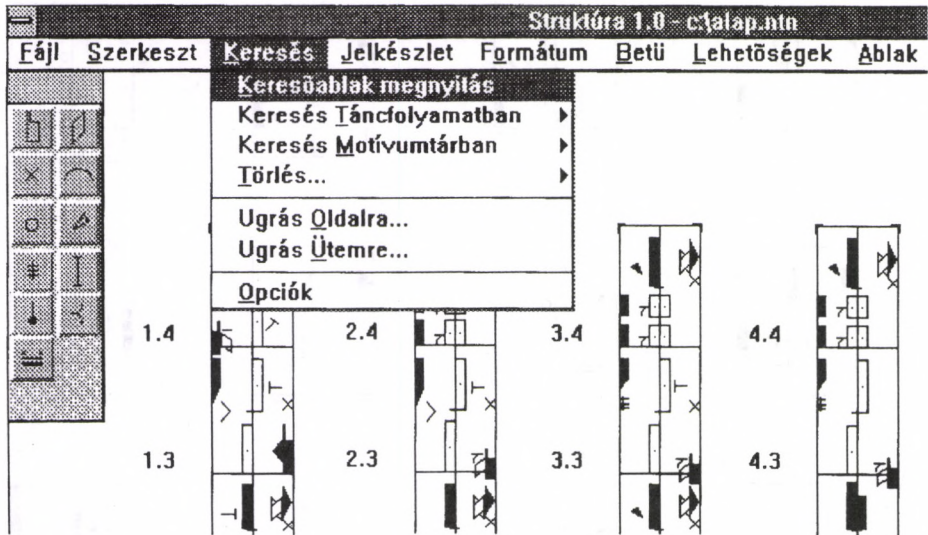 Struktúra 1.0 - c:\alap.ntn
Fájl Szerkeszt Keresés Jelkészlet Formátum Betü Lehetõségek Ablak
Keresõablak megnyitás
Keresés Táncfolyamatban
Keresés Motívumtárban
Törlés...
Ugrás Oldalra...
Ugrás Ütemre...
Opciók
1.4 2.4 3.4 4.4
1.3 2.3 3.3 4.3